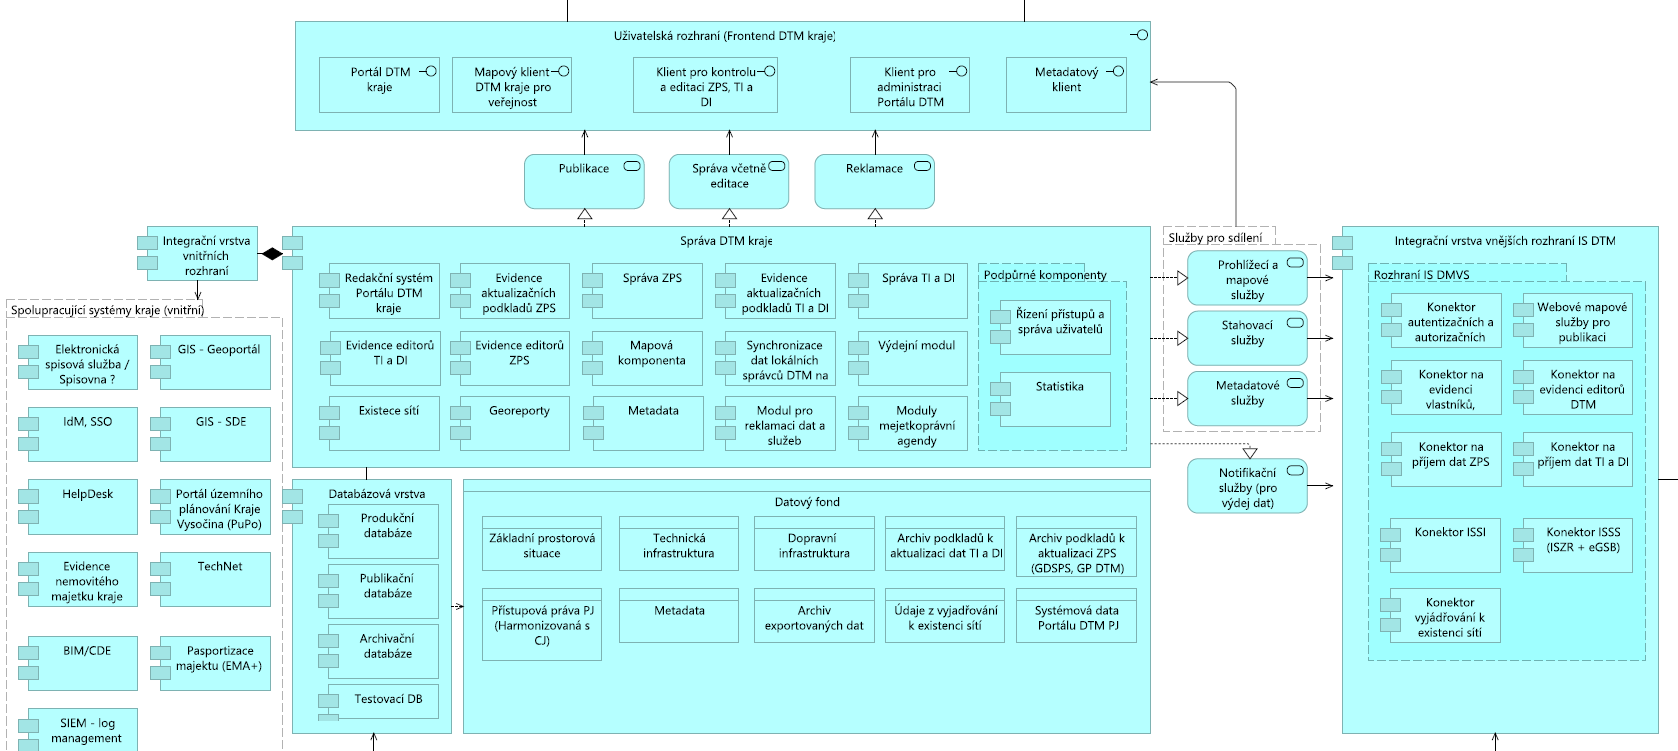 Uživatelská rozhraní (Frontend DTM kraje)
Portál DTM
kraje
Mapový klient
DTM kraje pro
veřejnost
Klient pro kontrolu
a editaci ZPS, TI a
DI
Klient pro
administraci
Portálu DTM
Metadatový
klient
Publikace
Správa včetně
editace
Reklamace
Integrační vrstva
vnitřních
rozhraní
Správa DTM kraje
Redakční systém
Portálu DTM
kraje
Evidence
aktualizačních
podkladů ZPS
Správa ZPS
Evidence
aktualizačních
podkladů TI a DI
Správa TI a DI
Evidence editorů
TI a DI
Evidence editorů
ZPS
Mapová
komponenta
Synchronizace
dat lokálních
správců DTM na
Výdejní modul
Existece sítí
Georeporty
Metadata
Modul pro
reklamaci dat a
služeb
Moduly
mejetkoprávní
agendy
Podpůrné komponenty
Řízení přístupů a
správa uživatelů
Statistika
Služby pro sdílení
Prohlížecí a
mapové
služby
Stahovací
služby
Metadatové
služby
Notifikační
služby (pro
výdej dat)
Integrační vrstva vnějších rozhraní IS DTM
Rozhraní IS DMVS
Konektor
autentizačních a
autorizačních
Webové mapové
služby pro
publikaci
Konektor na
evidenci
vlastníků,
Konektor na
evidenci editorů
DTM
Konektor na
příjem dat ZPS
Konektor na
příjem dat TI a DI
Konektor ISSI
Konektor ISSS
(ISZR + eGSB)
Konektor
vyjádřování k
existenci sítí
Spolupracující systémy kraje (vnitřní)
Elektronická
spisová služba /
Spisovna ?
GIS - Geoportál
IdM, SSO
GIS - SDE
HelpDesk
Portál územního
plánování Kraje
Vysočina (PuPo)
Evidence
nemovitého
majetku kraje
TechNet
BIM/CDE
Pasportizace
majetku (EMA+)
SIEM - log
management
Databázová vrstva
Produkční
databáze
Publikační
databáze
Archivační
databáze
Testovací DB
Datový fond
Základní prostorová
situace
Technická
infrastruktura
Dopravní
infrastruktura
Archiv podkladů k
aktualizaci dat TI a DI
Archiv podkladů k
aktualizaci ZPS
(GDSPS, GP DTM)
Přístupová práva PJ
(Harmonizovaná s
CJ)
Metadata
Archiv
exportovaných dat
Údaje z vyjadřování
k existenci sítí
Systémová data
Portálu DTM PJ